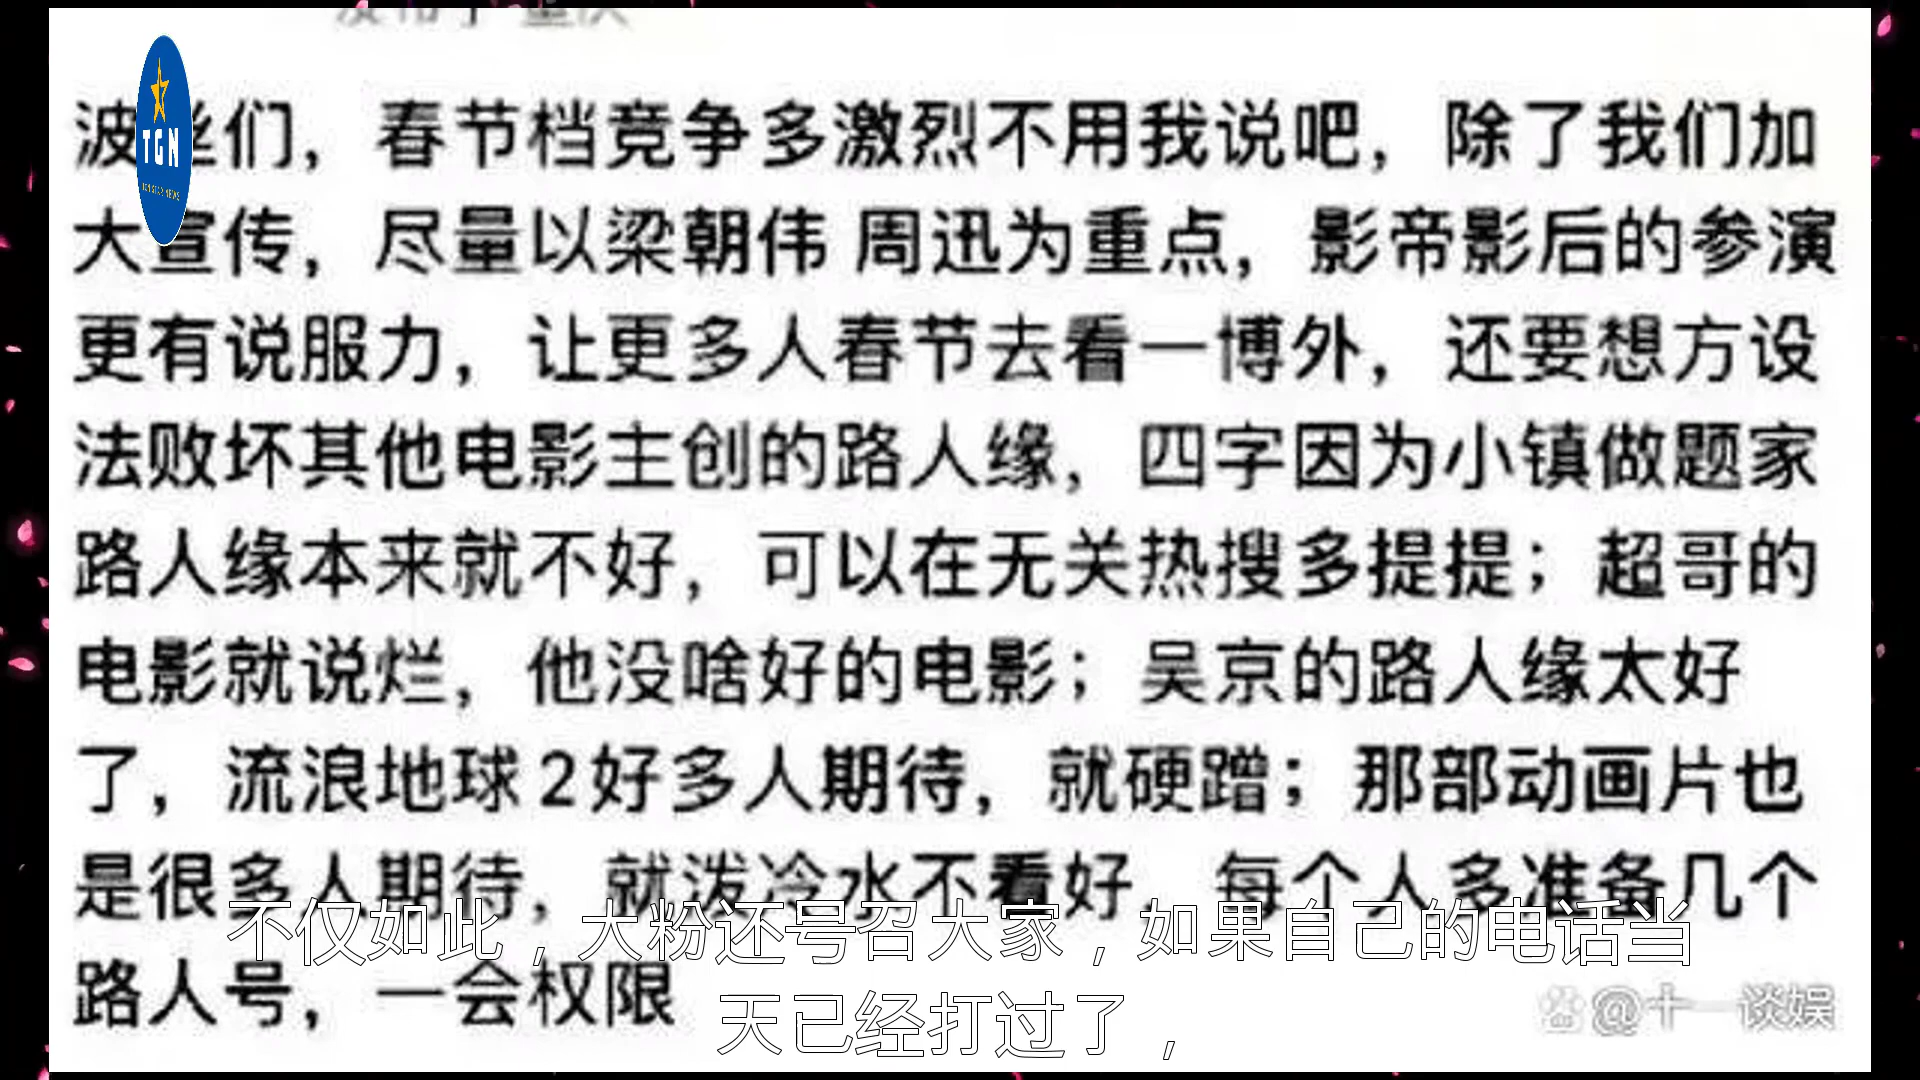 发布于 重庆
波丝们，春节档竞争多激烈不用我说吧，除了我们加
大宣传，尽量以梁朝伟 周迅为重点，影帝影后的参演
更有说服力，让更多人春节去看一博外，还要想方设
法败坏其他电影主创的路人缘，四字因为小镇做题家
路人缘本来就不好，可以在无关热搜多提提；超哥的
电影就说烂，他没啥好的电影；吴京的路人缘太好
了，流浪地球2好多人期待，就硬蹭；那部动画片也
是很多人期待，就泼冷水不看好，每个人多准备几个
路人号，一会权限
TGN
不仅如此，大粉还号召大家，如果自己的电话当
天已经打过了，
@十一谈娱